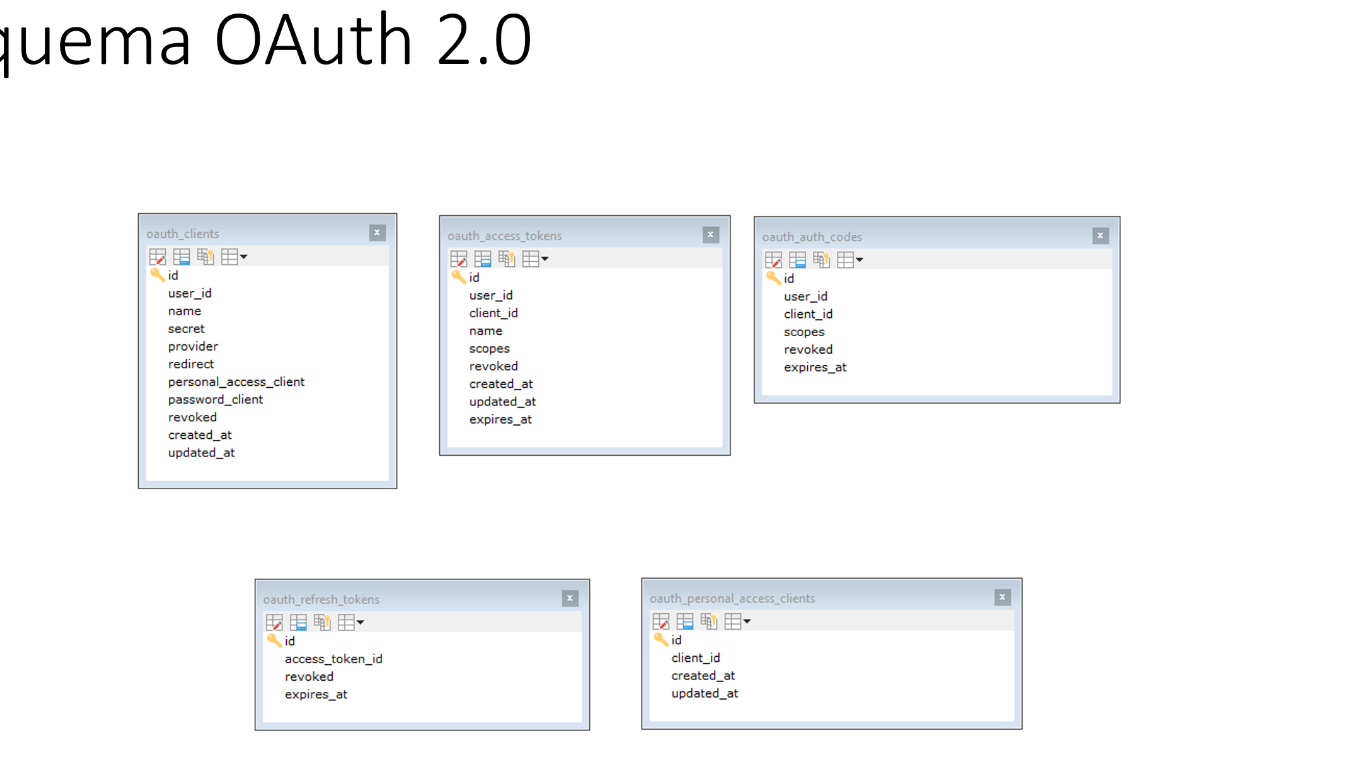 quema OAuth 2.0
oauth_clients
id
user_id
name
secret
provider
redirect
personal_access_client
password_client
revoked
created_at
updated_at
oauth_access_tokens
id
user_id
client_id
name
scopes
revoked
created_at
updated_at
expires_at
oauth_auth_codes
id
user_id
client_id
scopes
revoked
expires_at
oauth_refresh_tokens
id
access_token_id
revoked
expires_at
oauth_personal_access_clients
id
client_id
created_at
updated_at